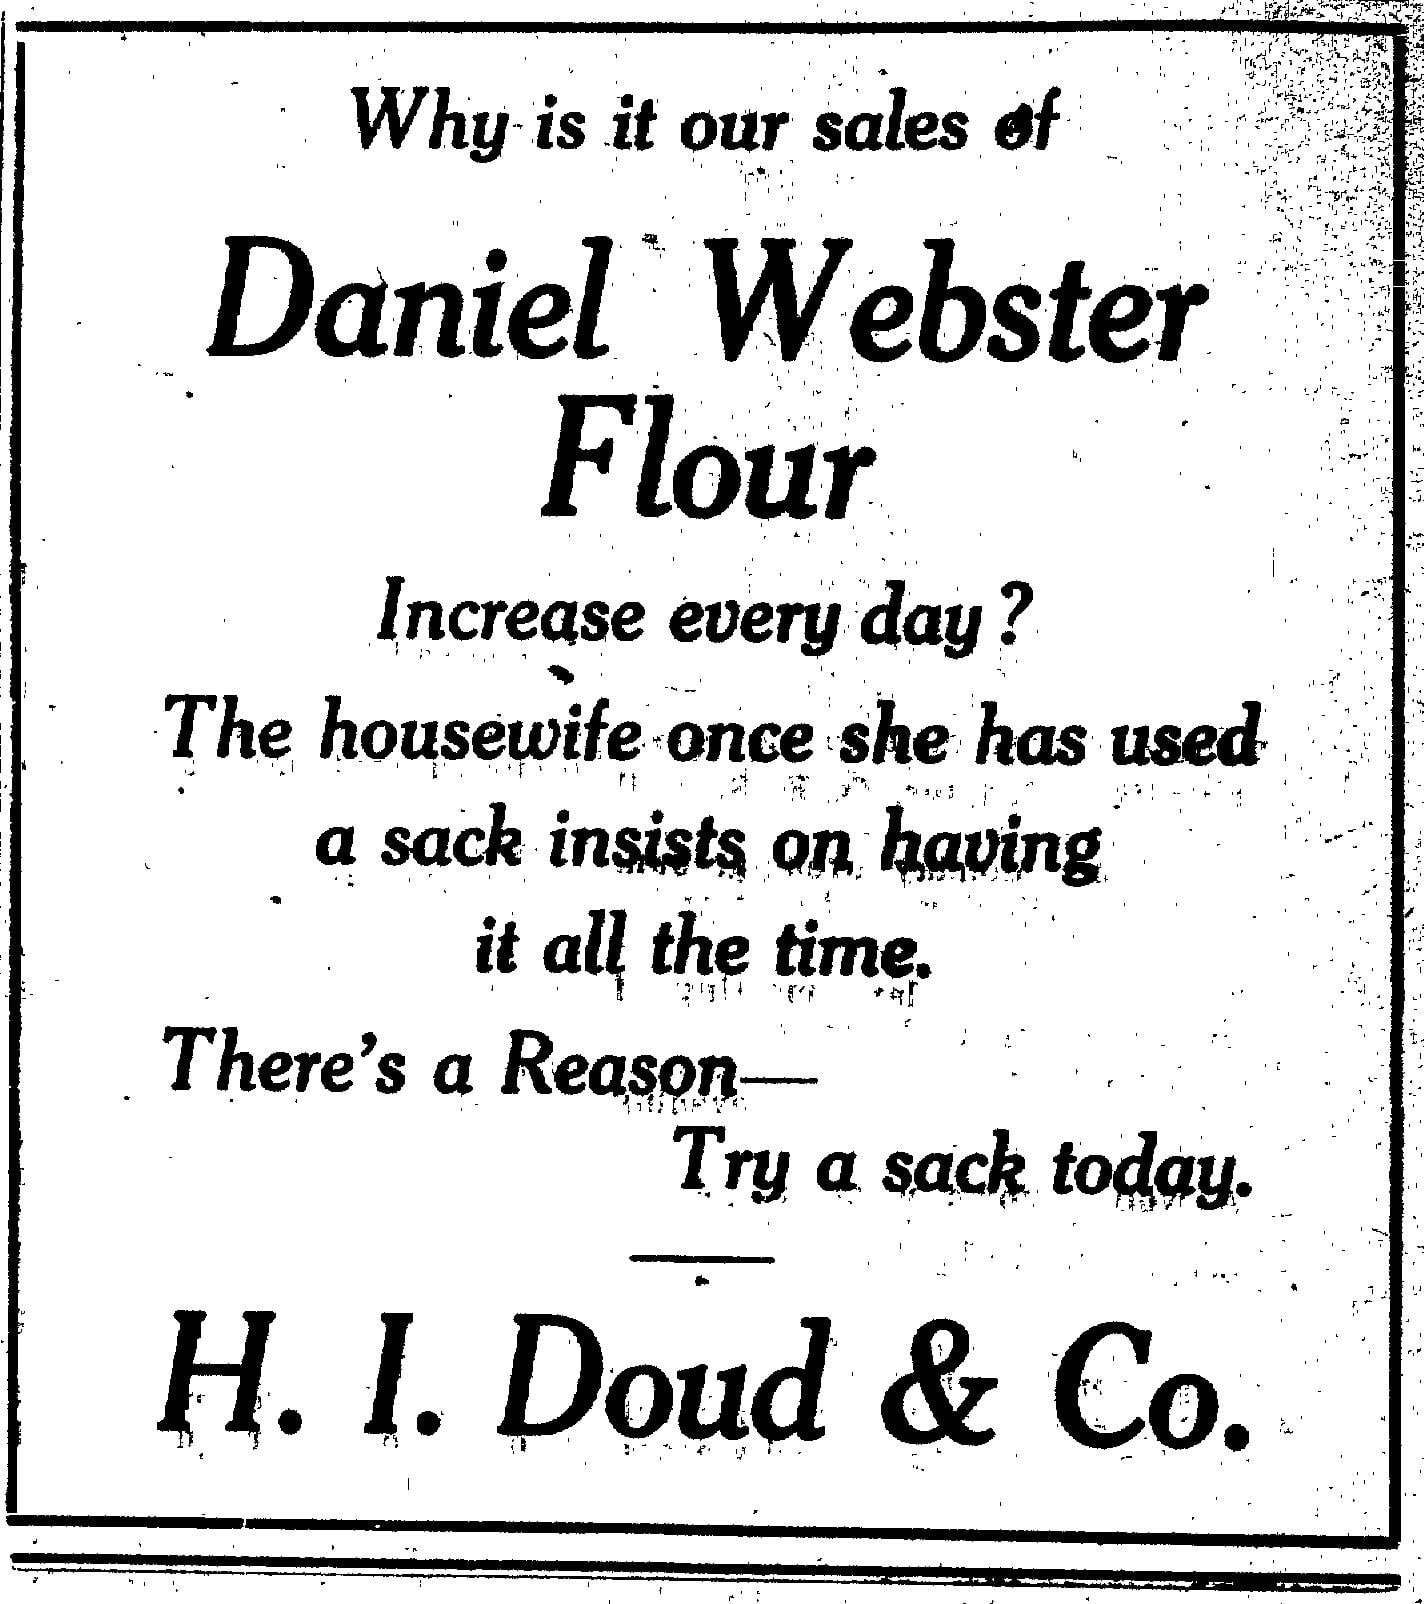 Why is it our sales of
Daniel Webster
Flour
Increase every day?
The housewife once she has used
a sack insists on having
it all the time.
There's a Reason—
Try a sack today.
H. I. Doud & Co.